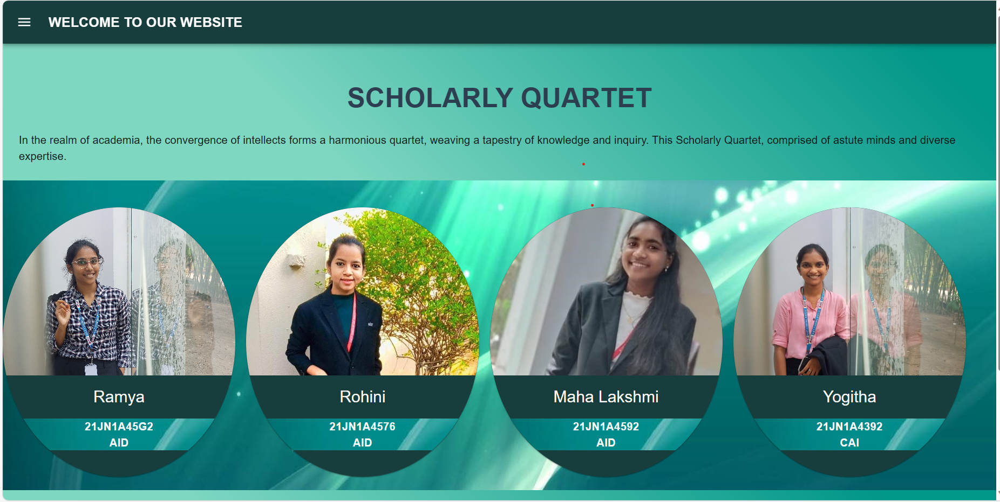 WELCOME TO OUR WEBSITE
SCHOLARLY QUARTET
In the realm of academia, the convergence of intellects forms a harmonious quartet, weaving a tapestry of knowledge and inquiry. This Scholarly Quartet, comprised of astute minds and diverse
expertise.
Ramya
21JN1A45G2
AID
Rohini
21JN1A4576
AID
Maha Lakshmi
21JN1A4592
AID
Yogitha
21JN1A4392
CAI